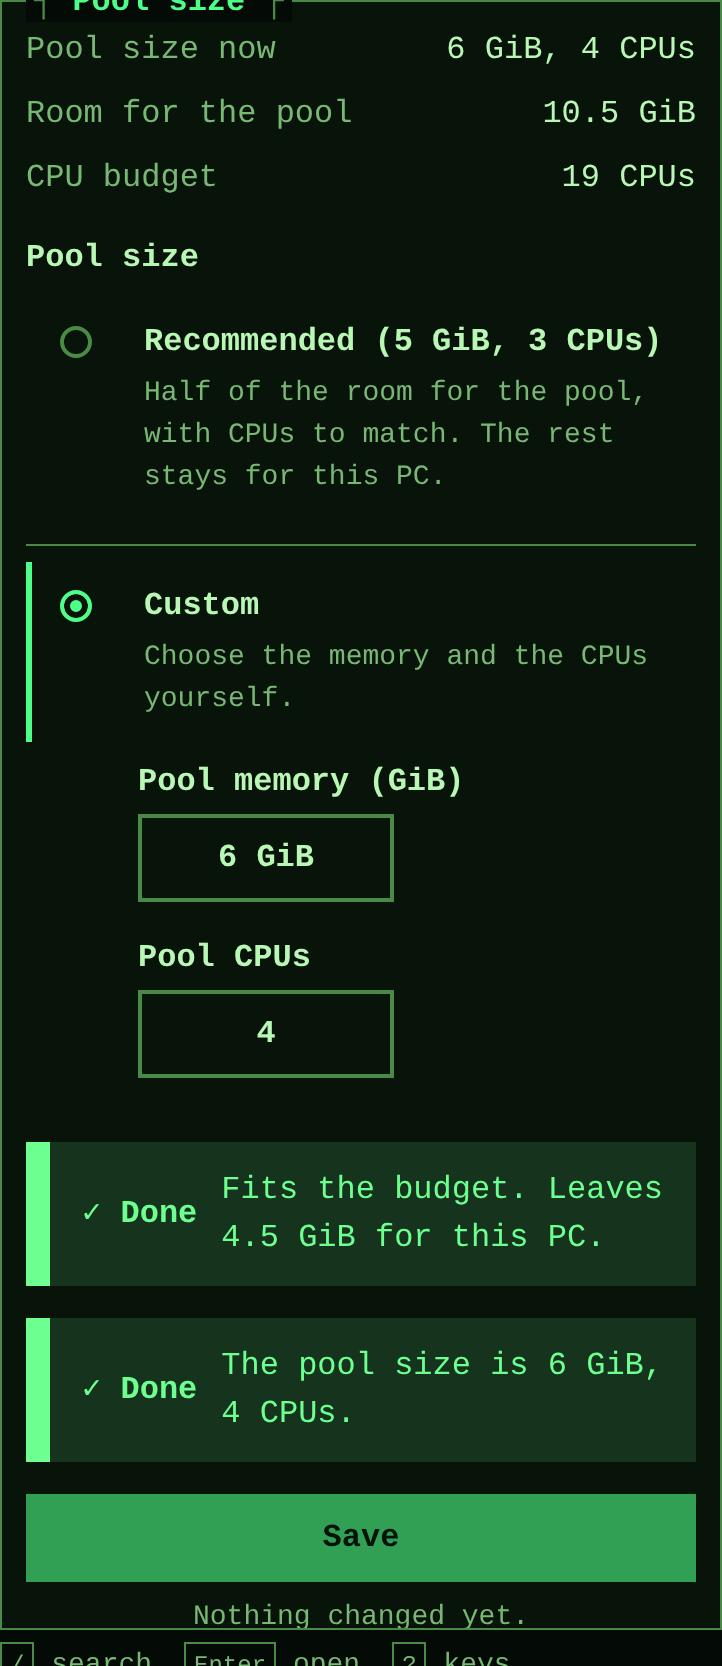 Pool size
Pool size now 6 GiB, 4 CPUs
Room for the pool 10.5 GiB
CPU budget 19 CPUs
Pool size
Recommended (5 GiB, 3 CPUs)
Half of the room for the pool,
with CPUs to match. The rest
stays for this PC.
Custom
Choose the memory and the CPUs
yourself.
Pool memory (GiB)
6 GiB
Pool CPUs
4
✓ Done Fits the budget. Leaves
4.5 GiB for this PC.
✓ Done The pool size is 6 GiB,
4 CPUs.
Save
Nothing changed yet.
/ search Enter open ? keys